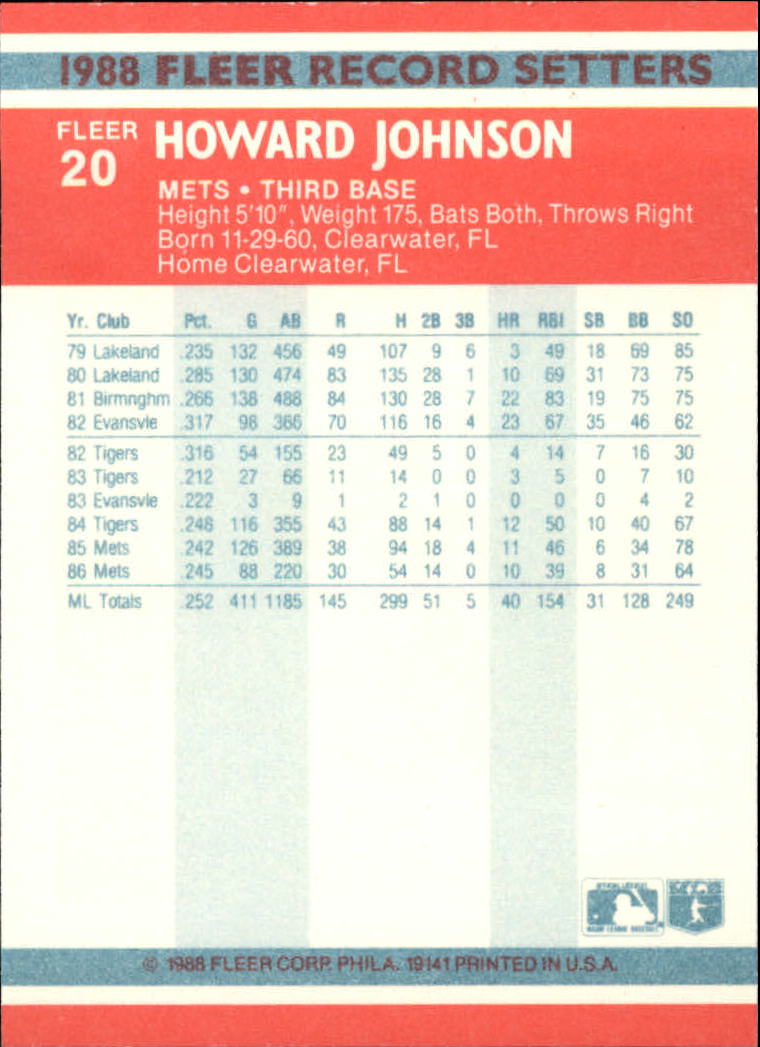 1988 FLEER RECORD SETTERS
FLEER
20
HOWARD JOHNSON
METS • THIRD BASE
Height 5'10", Weight 175, Bats Both, Throws Right
Born 11-29-60, Clearwater, FL
Home Clearwater, FL
Yr. Club Pct. G AB R H 2B 3B HR RBI SB BB SO
79 Lakeland .235 132 456 49 107 9 6 3 49 18 69 85
80 Lakeland .285 130 474 83 135 28 1 10 69 31 73 75
81 Birmnghm .266 138 488 84 130 28 7 22 83 19 75 75
82 Evansvle .317 98 366 70 116 16 4 23 67 35 46 62
82 Tigers .316 54 155 23 49 5 0 4 14 7 16 30
83 Tigers .212 27 66 11 14 0 0 3 5 0 7 10
83 Evansvle .222 3 9 1 2 1 0 0 0 0 4 2
84 Tigers .248 116 355 43 88 14 1 12 50 10 40 67
85 Mets .242 126 389 38 94 18 4 11 46 6 34 78
86 Mets .245 88 220 30 54 14 0 10 39 8 31 64
ML Totals .252 411 1185 145 299 51 5 40 154 31 128 249
MAJOR LEAGUE BASEBALL
© 1988 FLEER CORP. PHILA. 19141 PRINTED IN U.S.A.